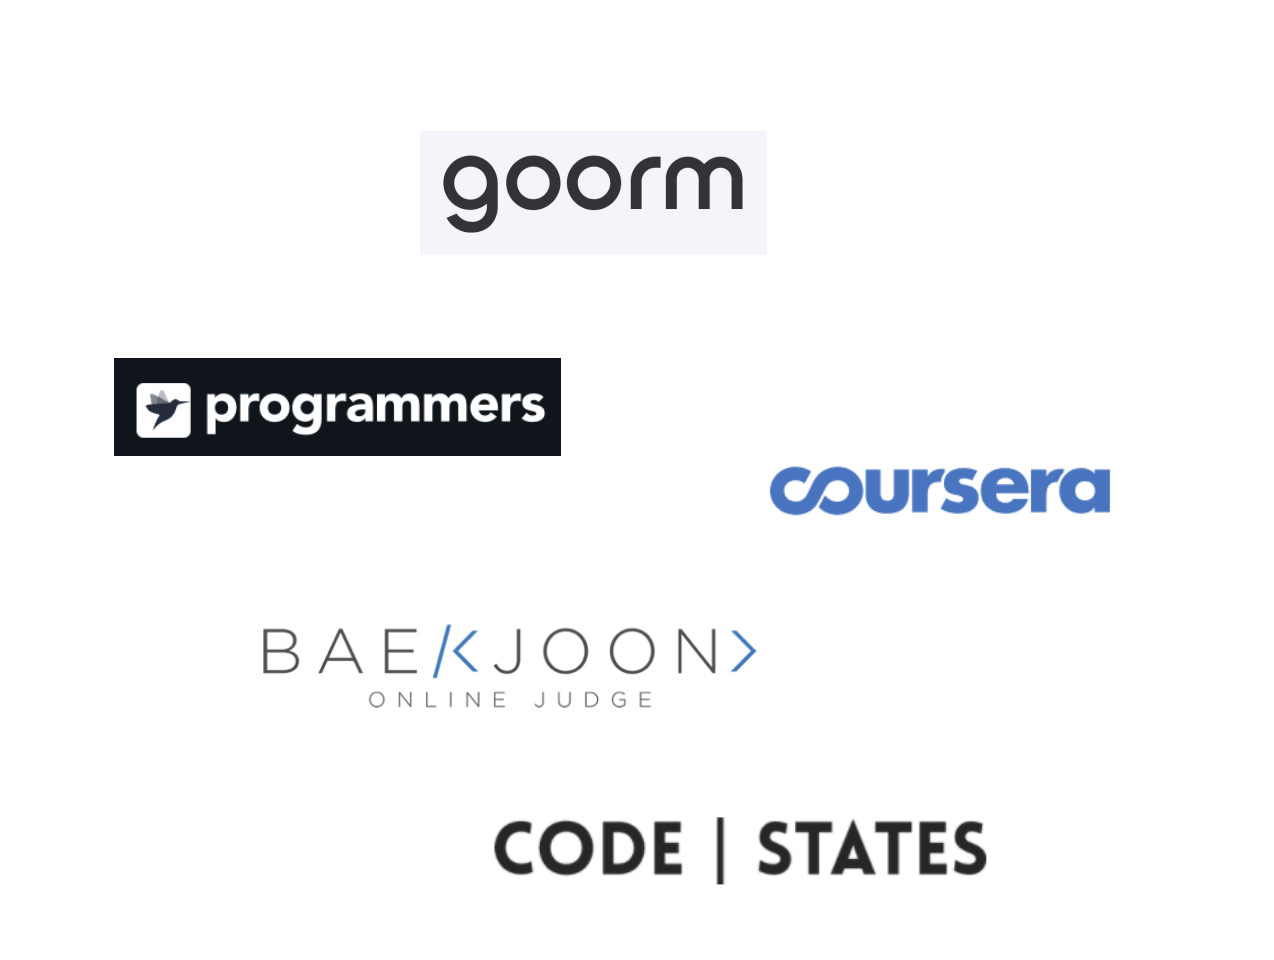 goorm
programmers
coursera
BAEKJOON>
ONLINE JUDGE
CODE | STATES